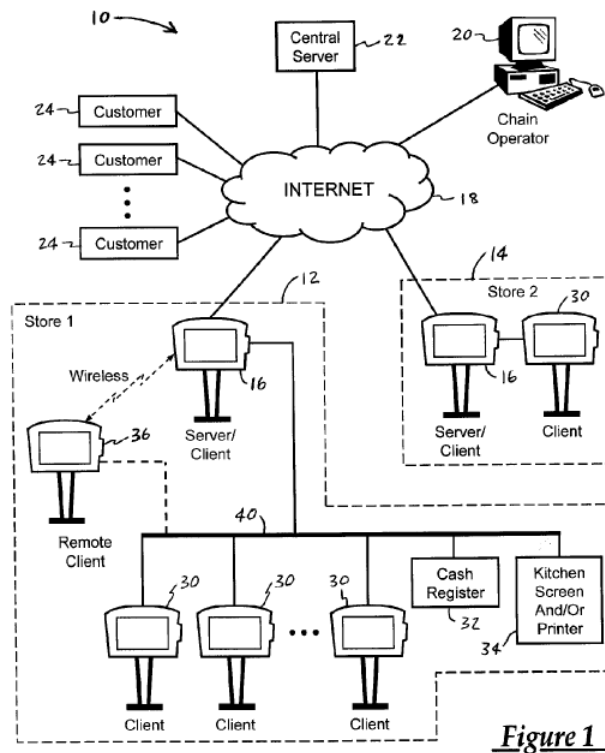 10
Central
Server
22
20
24
Customer
Chain
Operator
24
Customer
INTERNET
18
24
Customer
12
14
Store 1
Store 2
30
Wireless
16
16
36
Server/
Client
Server/
Client
Client
Remote
Client
40
30
30
30
Cash
Register
32
Kitchen
Screen
And/Or
Printer
34
Client
Client
Client
Figure 1